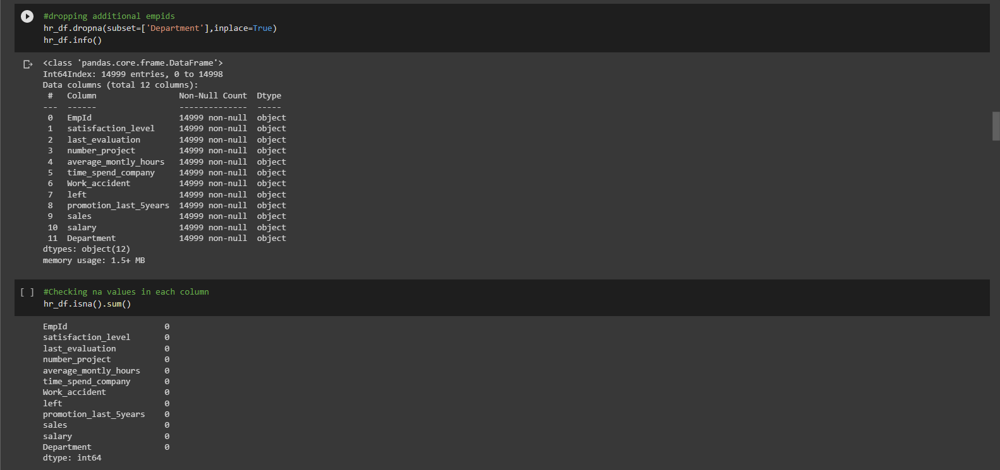 #dropping additional empids
hr_df.dropna(subset=['Department'],inplace=True)
hr_df.info()
<class 'pandas.core.frame.DataFrame'>
Int64Index: 14999 entries, 0 to 14998
Data columns (total 12 columns):
 #   Column                 Non-Null Count  Dtype
---  ------                 --------------  -----
 0   EmpId                  14999 non-null  object
 1   satisfaction_level     14999 non-null  object
 2   last_evaluation        14999 non-null  object
 3   number_project         14999 non-null  object
 4   average_montly_hours   14999 non-null  object
 5   time_spend_company     14999 non-null  object
 6   Work_accident          14999 non-null  object
 7   left                   14999 non-null  object
 8   promotion_last_5years  14999 non-null  object
 9   sales                  14999 non-null  object
 10  salary                 14999 non-null  object
 11  Department             14999 non-null  object
dtypes: object(12)
memory usage: 1.5+ MB
[ ] #Checking na values in each column
hr_df.isna().sum()
EmpId                    0
satisfaction_level       0
last_evaluation          0
number_project           0
average_montly_hours     0
time_spend_company       0
Work_accident            0
left                     0
promotion_last_5years    0
sales                    0
salary                   0
Department               0
dtype: int64